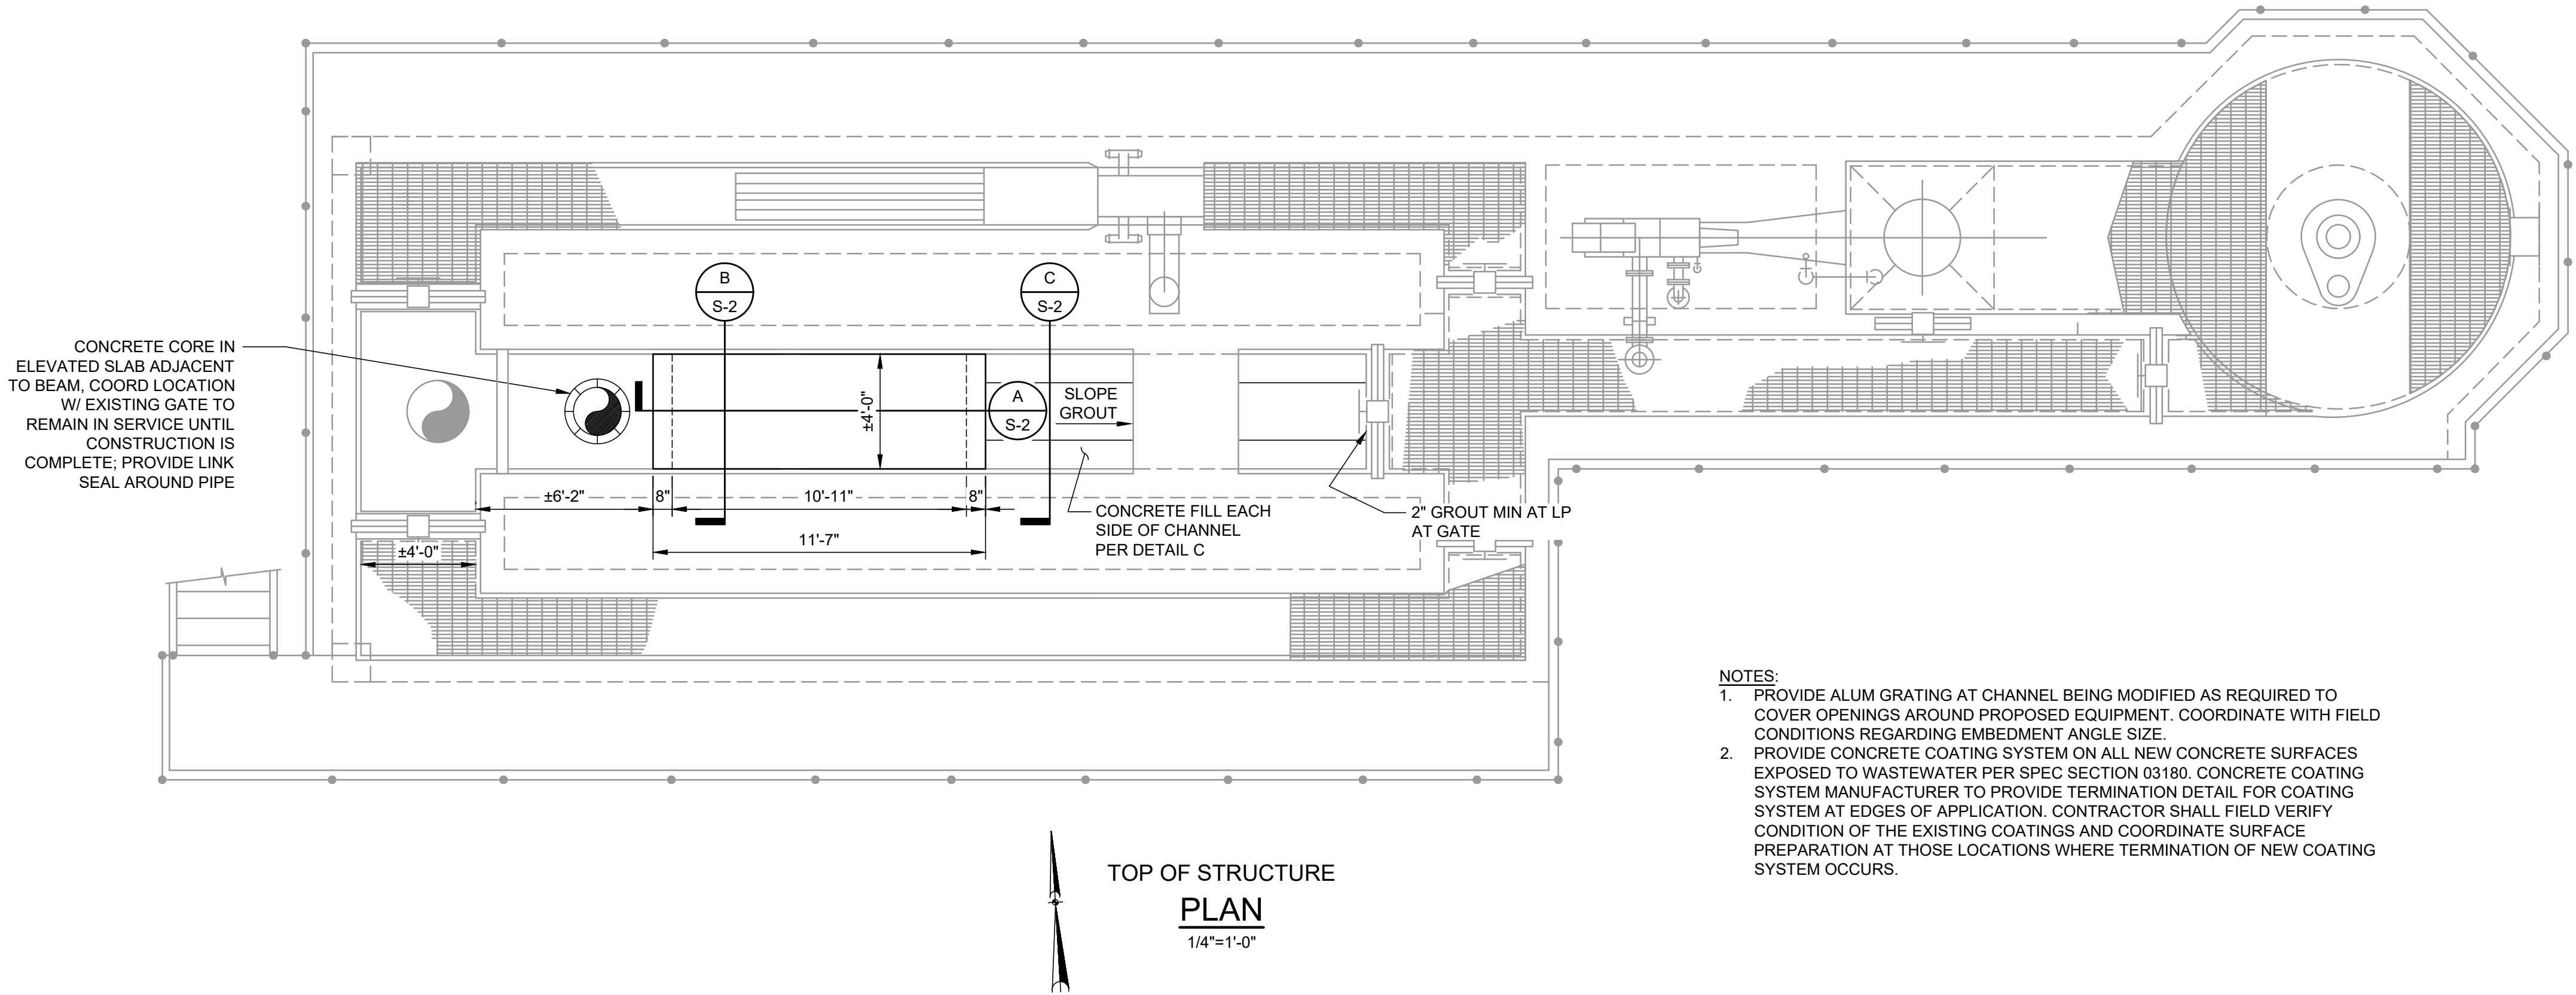 CONCRETE CORE IN
ELEVATED SLAB ADJACENT
TO BEAM, COORD LOCATION
W/ EXISTING GATE TO
REMAIN IN SERVICE UNTIL
CONSTRUCTION IS
COMPLETE; PROVIDE LINK
SEAL AROUND PIPE
B
S-2
C
S-2
A
S-2
SLOPE
GROUT
±4'-0"
±6'-2"
8"
10'-11"
8"
11'-7"
±4'-0"
CONCRETE FILL EACH
SIDE OF CHANNEL
PER DETAIL C
2" GROUT MIN AT LP
AT GATE
NOTES:
1. PROVIDE ALUM GRATING AT CHANNEL BEING MODIFIED AS REQUIRED TO
COVER OPENINGS AROUND PROPOSED EQUIPMENT. COORDINATE WITH FIELD
CONDITIONS REGARDING EMBEDMENT ANGLE SIZE.
2. PROVIDE CONCRETE COATING SYSTEM ON ALL NEW CONCRETE SURFACES
EXPOSED TO WASTEWATER PER SPEC SECTION 03180. CONCRETE COATING
SYSTEM MANUFACTURER TO PROVIDE TERMINATION DETAIL FOR COATING
SYSTEM AT EDGES OF APPLICATION. CONTRACTOR SHALL FIELD VERIFY
CONDITION OF THE EXISTING COATINGS AND COORDINATE SURFACE
PREPARATION AT THOSE LOCATIONS WHERE TERMINATION OF NEW COATING
SYSTEM OCCURS.
TOP OF STRUCTURE
PLAN
1/4"=1'-0"